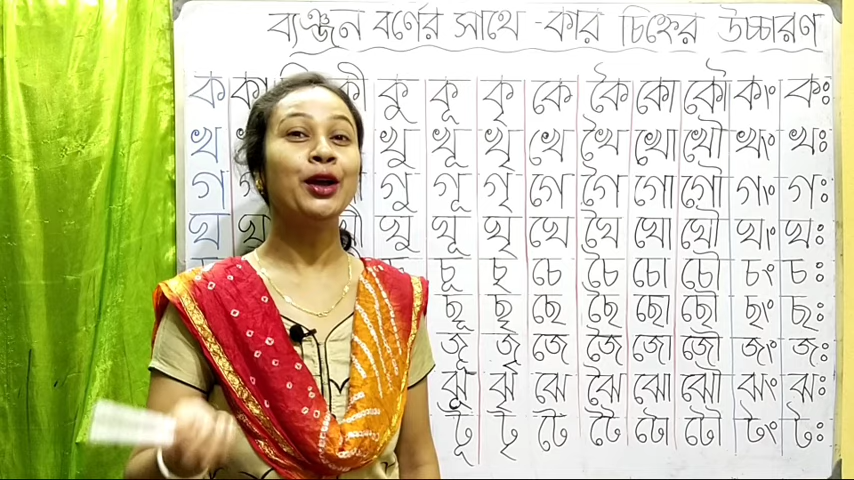 ব্যঞ্জন বর্ণের সাথে -কার চিহ্নের উচ্চারণ
ক কা কী কু কূ কৃ কে কৈ কো কৌ কং কঃ
খ খু খূ খৃ খে খৈ খো খৌ খং খঃ
গ গু গূ গৃ গে গৈ গো গৌ গং গঃ
ঘ ঘু ঘূ ঘৃ ঘে ঘৈ ঘো ঘৌ ঘং ঘঃ
চূ চৃ চে চৈ চো চৌ চং চঃ
ছূ ছৃ ছে ছৈ ছো ছৌ ছং ছঃ
জূ জৃ জে জৈ জো জৌ জং জঃ
ঝূ ঝৃ ঝে ঝৈ ঝো ঝৌ ঝং ঝঃ
টূ টৃ টে টৈ টো টৌ টং টঃ